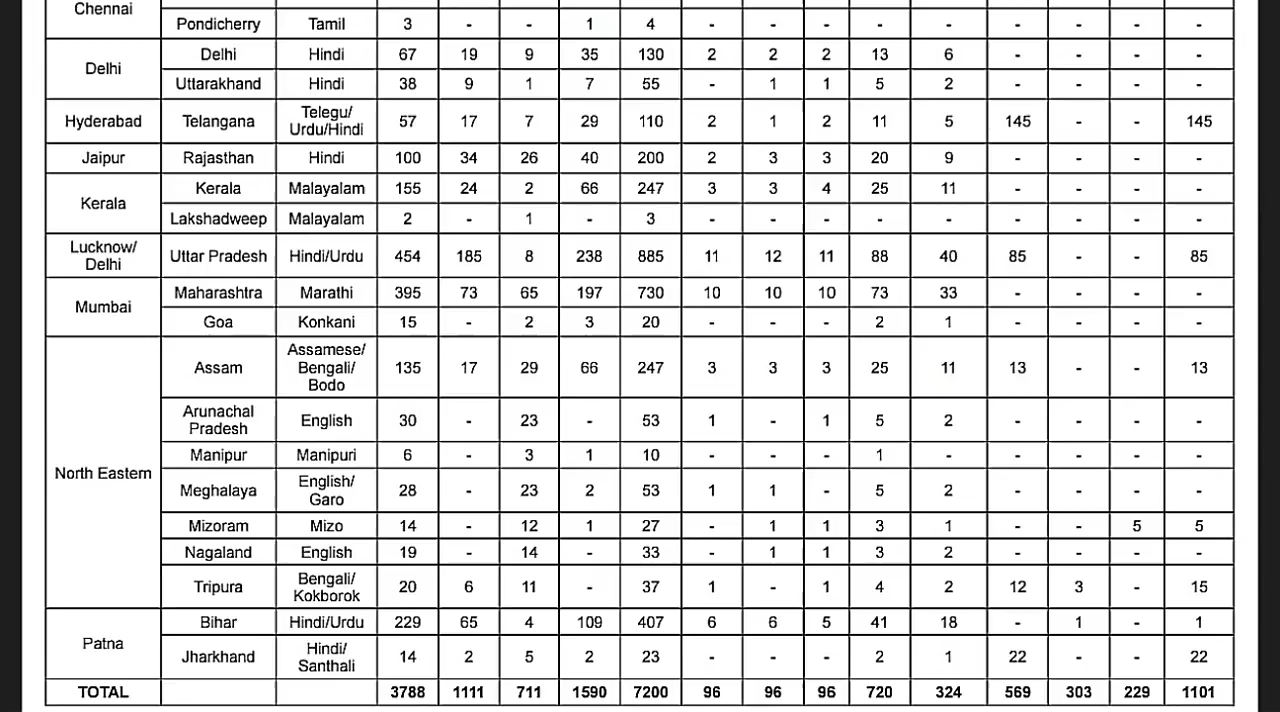 Chennai
Pondicherry Tamil 3 - - 1 4 - - - - - - - - -
Delhi Delhi Hindi 67 19 9 35 130 2 2 2 13 6 - - - -
Uttarakhand Hindi 38 9 1 7 55 - 1 1 5 2 - - - -
Hyderabad Telangana Telegu/ Urdu/Hindi 57 17 7 29 110 2 1 2 11 5 145 - - 145
Jaipur Rajasthan Hindi 100 34 26 40 200 2 3 3 20 9 - - - -
Kerala Kerala Malayalam 155 24 2 66 247 3 3 4 25 11 - - - -
Lakshadweep Malayalam 2 - 1 - 3 - - - - - - - - -
Lucknow/ Delhi Uttar Pradesh Hindi/Urdu 454 185 8 238 885 11 12 11 88 40 85 - - 85
Mumbai Maharashtra Marathi 395 73 65 197 730 10 10 10 73 33 - - - -
Goa Konkani 15 - 2 3 20 - - - 2 1 - - - -
North Eastern Assam Assamese/ Bengali/ Bodo 135 17 29 66 247 3 3 3 25 11 13 - - 13
Arunachal Pradesh English 30 - 23 - 53 1 - 1 5 2 - - - -
Manipur Manipuri 6 - 3 1 10 - - - 1 - - - -
Meghalaya English/ Garo 28 - 23 2 53 1 1 - 5 2 - - - -
Mizoram Mizo 14 - 12 1 27 - 1 1 3 1 - - 5 5
Nagaland English 19 - 14 - 33 - 1 1 3 2 - - - -
Tripura Bengali/ Kokborok 20 6 11 - 37 1 - 1 4 2 12 3 - 15
Patna Bihar Hindi/Urdu 229 65 4 109 407 6 6 5 41 18 - 1 - 1
Jharkhand Hindi/ Santhali 14 2 5 2 23 - - - 2 1 22 - - 22
TOTAL 3788 1111 711 1590 7200 96 96 96 720 324 569 303 229 1101